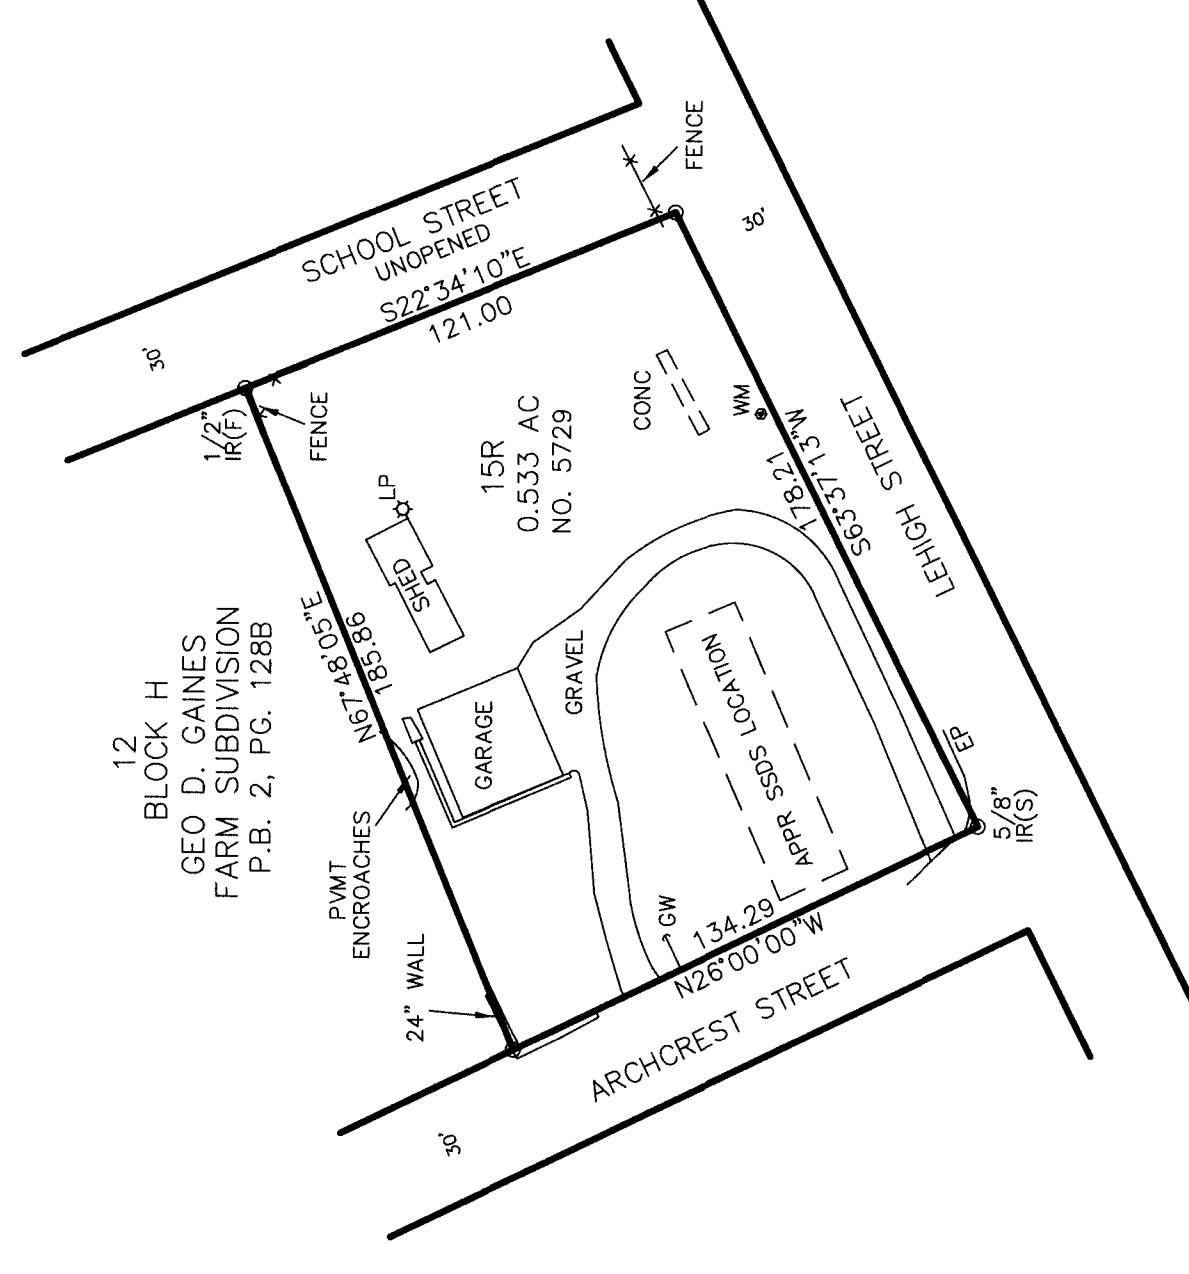 12
BLOCK H
GEO D. GAINES
FARM SUBDIVISION
P.B. 2, PG. 128B
SCHOOL STREET
UNOPENED
S22°34'10"E
121.00
30'
1/2"
IR(F)
FENCE
FENCE
30'
N67°48'05"E
185.86
LP
SHED
15R
0.533 AC
NO. 5729
CONC
WM
178.21
S63°37'13"W
LEHIGH STREET
GARAGE
GRAVEL
APPR SSDS LOCATION
PVMT
ENCROACHES
24" WALL
GW
134.29
N26°00'00"W
ARCHCREST STREET
EP
5/8"
IR(S)
30'